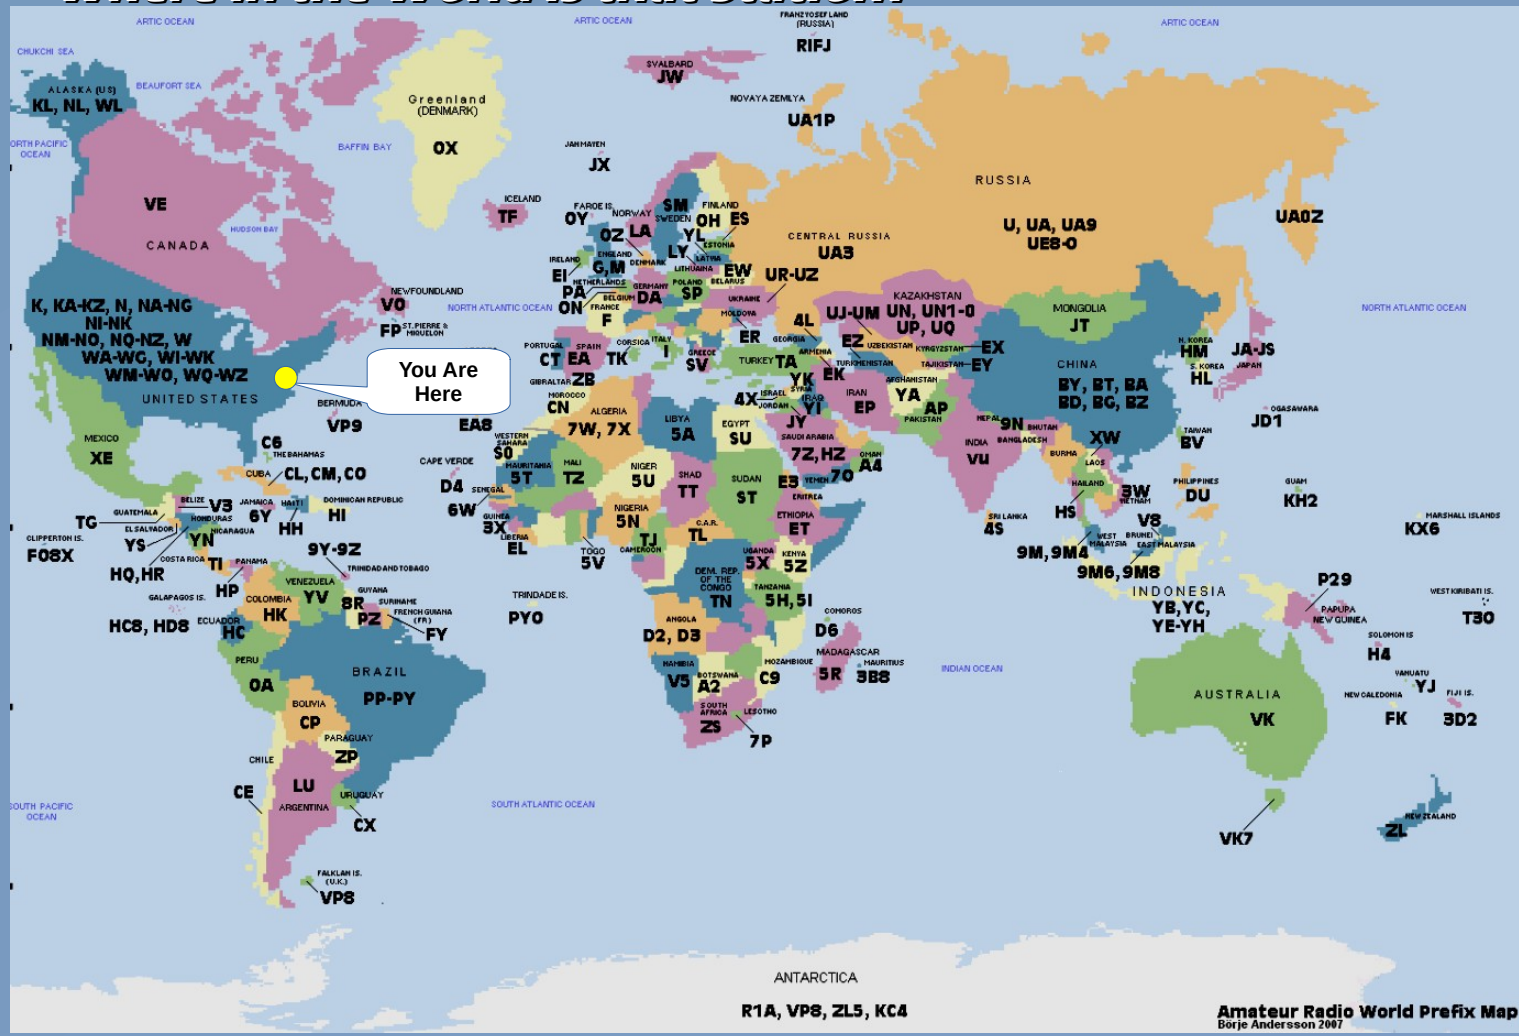 Where in the World is that Station?
ARTIC OCEAN
ARTIC OCEAN
FRANZ YOSEF LAND
(RUSSIA)
RIFJ
ARTIC OCEAN
CHUKCHI SEA
BEAUFORT SEA
ALASKA (US)
KL, NL, WL
Greenland
(DENMARK)
OX
SVALBARD
JW
NOVAYA ZEMLYA
UA1P
ORTH PACIFIC
OCEAN
BAFFIN BAY
JAN MAYEN
JX
RUSSIA
U, UA, UA9
UE8-0
UA0Z
VE
CANADA
HUDSON BAY
ICELAND
TF
FAROE IS.
OY
NORWAY
LA
SM
SWEDEN
FINLAND
OH
ES
ESTONIA
YL
LATVIA
LY
LITHUAINA
OZ
DENMARK
CENTRAL RUSSIA
UA3
IRELAND
EI
ENGLAND
G,M
NETHERLANDS
PA
BELGIUM
ON
GERMANY
DA
POLAND
SP
EW
BELARUS
UR-UZ
UKRAINE
MOLDOVA
ER
FRANCE
F
NEWFOUNDLAND
VO
FP
ST. PIERRE &
MIQUELON
NORTH ATLANTIC OCEAN
K, KA-KZ, N, NA-NG
NI-NK
NM-NO, NQ-NZ, W
WA-WG, WI-WK
WM-WO, WQ-WZ
UNITED STATES
You Are
Here
KAZAKHSTAN
UN, UN1-0
UP, UQ
UJ-UM
UZBEKISTAN
EZ
TURKMENISTAN
KYRGYZSTAN
EX
TAJIKISTAN
EY
MONGOLIA
JT
NORTH ATLANTIC OCEAN
PORTUGAL
CT
SPAIN
EA
CORSICA
TK
ITALY
I
GREECE
SV
TURKEY
TA
4L
GEORGIA
ARMENIA
EK
GIBRALTAR
ZB
MOROCCO
CN
ALGERIA
7W, 7X
LIBYA
5A
EGYPT
SU
4X
ISRAEL
JORDAN
JY
SYRIA
YK
IRAQ
YI
IRAN
EP
AFGHANISTAN
YA
AP
PAKISTAN
CHINA
BY, BT, BA
BD, BG, BZ
N. KOREA
HM
S. KOREA
HL
JA-JS
JAPAN
OGASAWARA
JD1
BERMUDA
VP9
EA8
WESTERN
SAHARA
S0
MEXICO
XE
C6
THE BAHAMAS
CUBA
CL, CM, CO
CAPE VERDE
D4
MAURITANIA
5T
MALI
TZ
NIGER
5U
SHAD
TT
SUDAN
ST
SAUDI ARABIA
7Z, HZ
OMAN
A4
YEMEN
7O
E3
ERITREA
INDIA
VU
NEPAL
9N
BHUTAN
BANGLADESH
BURMA
XW
LAOS
HAILAND
HS
3W
VIETNAM
TAIWAN
BV
PHILIPPINES
DU
GUAM
KH2
MARSHALL ISLANDS
KX6
BELIZE
V3
JAMAICA
6Y
HAITI
HH
DOMINICAN REPUBLIC
HI
GUATEMALA
TG
EL SALVADOR
YS
HONDURAS
HQ, HR
NICARAGUA
YN
COSTA RICA
TI
PANAMA
HP
CLIPPERTON IS.
FO8X
SENEGAL
6W
GUINEA
3X
LIBERIA
EL
TOGO
5V
NIGERIA
5N
TJ
CAMEROON
C.A.R.
TL
ETHIOPIA
ET
UGANDA
5X
KENYA
5Z
SRI LANKA
4S
9M, 9M4
WEST
MALAYSIA
V8
BRUNEI
EAST MALAYSIA
9M6, 9M8
9Y-9Z
TRINIDAD AND TOBAGO
VENEZUELA
YV
GUYANA
8R
SURINAME
PZ
FRENCH GUIANA
(FR)
FY
COLOMBIA
HK
GALAPAGOS IS.
HC8, HD8
ECUADOR
HC
TRINDADE IS.
PY0
DEM. REP.
OF THE
CONGO
TN
TANZANIA
5H, 5I
INDONESIA
YB, YC,
YE-YH
P29
PAPUPA
NEW GUINEA
WEST KIRIBATI IS.
T30
PERU
OA
BRAZIL
PP-PY
ANGOLA
D2, D3
COMOROS
D6
MADAGASCAR
5R
MAURITIUS
3B8
INDIAN OCEAN
SOLOMON IS
H4
NAMIBIA
V5
BOTSWANA
A2
MOZAMBIQUE
C9
VANUATU
YJ
NEW CALEDONIA
FK
FIJI IS.
3D2
BOLIVIA
CP
PARAGUAY
ZP
SOUTH
AFRICA
ZS
LESOTHO
7P
AUSTRALIA
VK
CHILE
CE
LU
ARGENTINA
URUGUAY
CX
SOUTH PACIFIC
OCEAN
SOUTH ATLANTIC OCEAN
VK7
NEW ZEALAND
ZL
FALKLAN IS.
(U.K.)
VP8
ANTARCTICA
R1A, VP8, ZL5, KC4
Amateur Radio World Prefix Map
Börje Andersson 2007